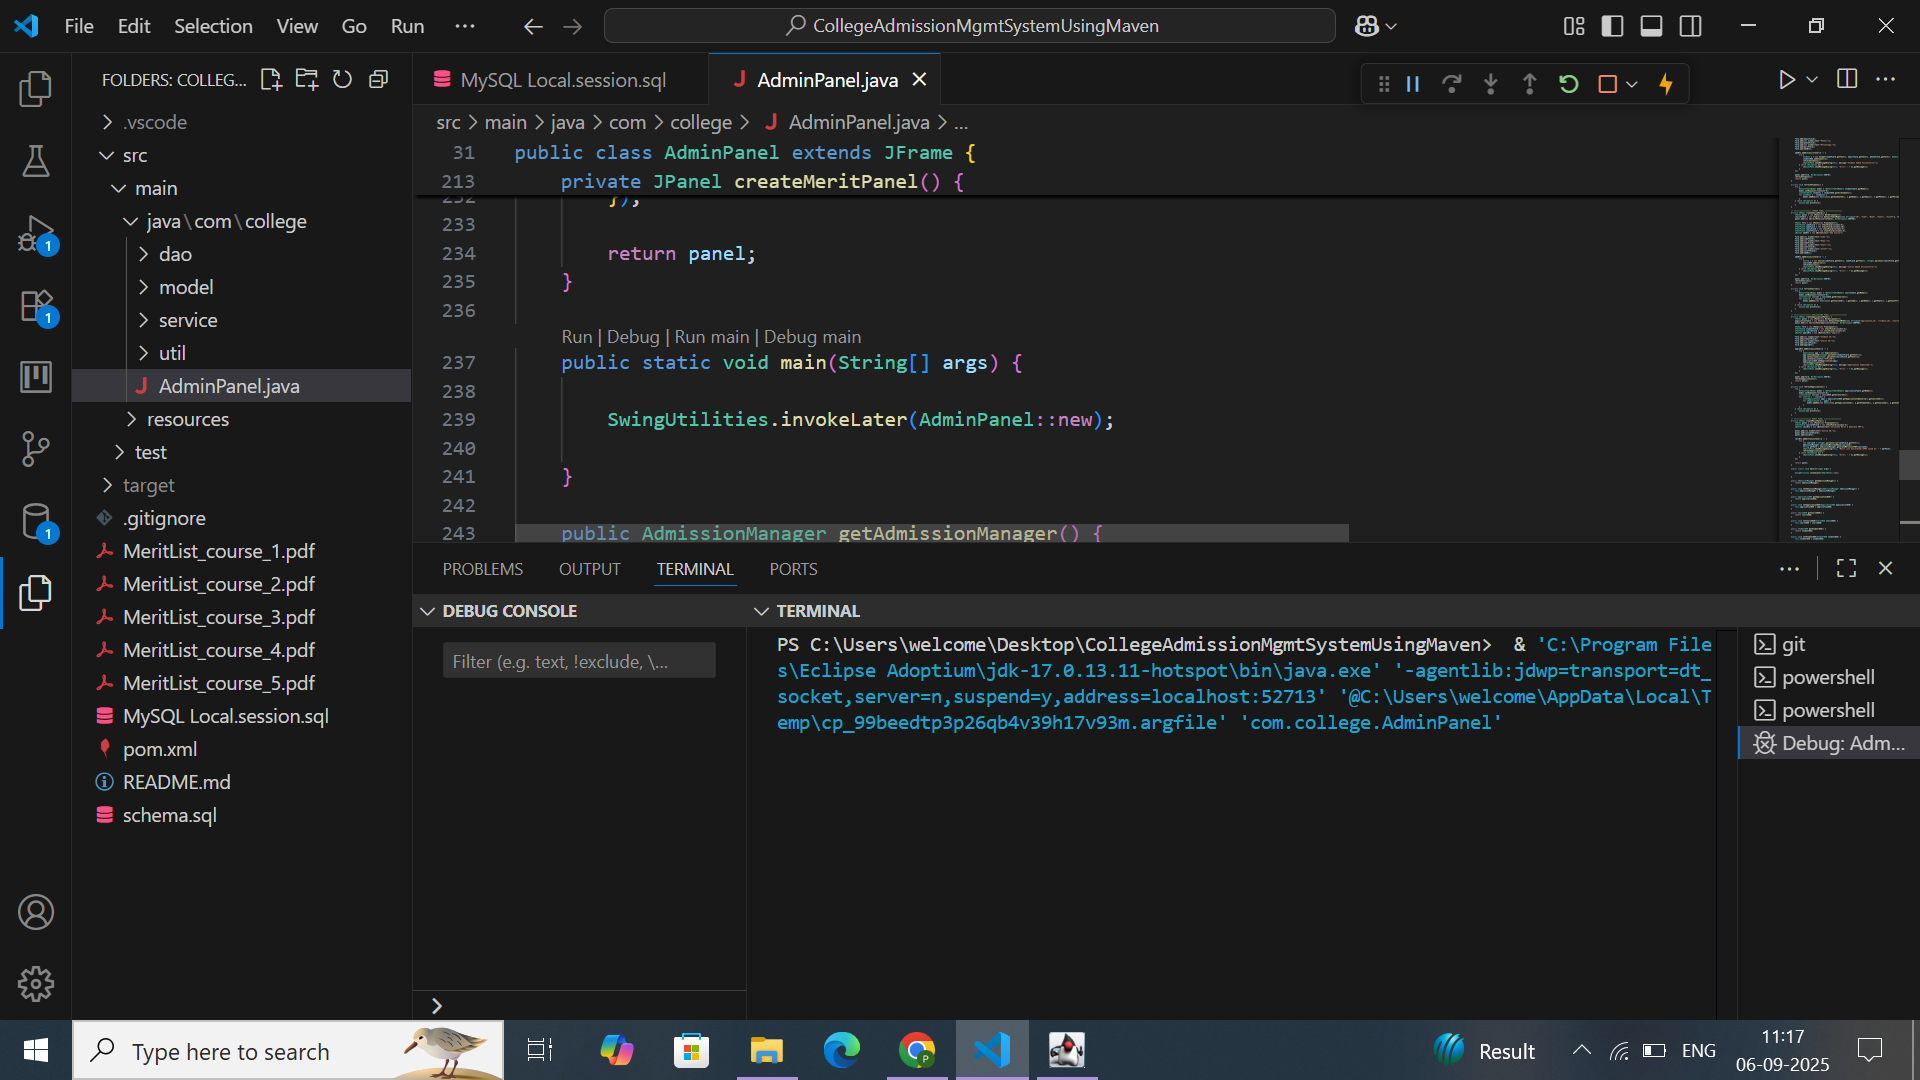 File Edit Selection View Go Run
CollegeAdmissionMgmtSystemUsingMaven
FOLDERS: COLLEG...
MySQL Local.session.sql
AdminPanel.java
.vscode
src
main
java\com\college
dao
model
service
util
AdminPanel.java
resources
test
target
.gitignore
MeritList_course_1.pdf
MeritList_course_2.pdf
MeritList_course_3.pdf
MeritList_course_4.pdf
MeritList_course_5.pdf
MySQL Local.session.sql
pom.xml
README.md
schema.sql
1
1
1
src > main > java > com > college > AdminPanel.java > ...
31 public class AdminPanel extends JFrame {
213 private JPanel createMeritPanel() {
232 });
233
234 return panel;
235 }
236
Run | Debug | Run main | Debug main
237 public static void main(String[] args) {
238
239 SwingUtilities.invokeLater(AdminPanel::new);
240
241 }
242
243 public AdmissionManager getAdmissionManager() {
PROBLEMS OUTPUT TERMINAL PORTS
DEBUG CONSOLE
Filter (e.g. text, !exclude, \...
TERMINAL
PS C:\Users\welcome\Desktop\CollegeAdmissionMgmtSystemUsingMaven> & 'C:\Program File
s\Eclipse Adoptium\jdk-17.0.13.11-hotspot\bin\java.exe' '-agentlib:jdwp=transport=dt_
socket,server=n,suspend=y,address=localhost:52713' '@C:\Users\welcome\AppData\Local\T
emp\cp_99beedtp3p26qb4v39h17v93m.argfile' 'com.college.AdminPanel'
git
powershell
powershell
Debug: Adm...
Type here to search
Result
ENG
11:17
06-09-2025